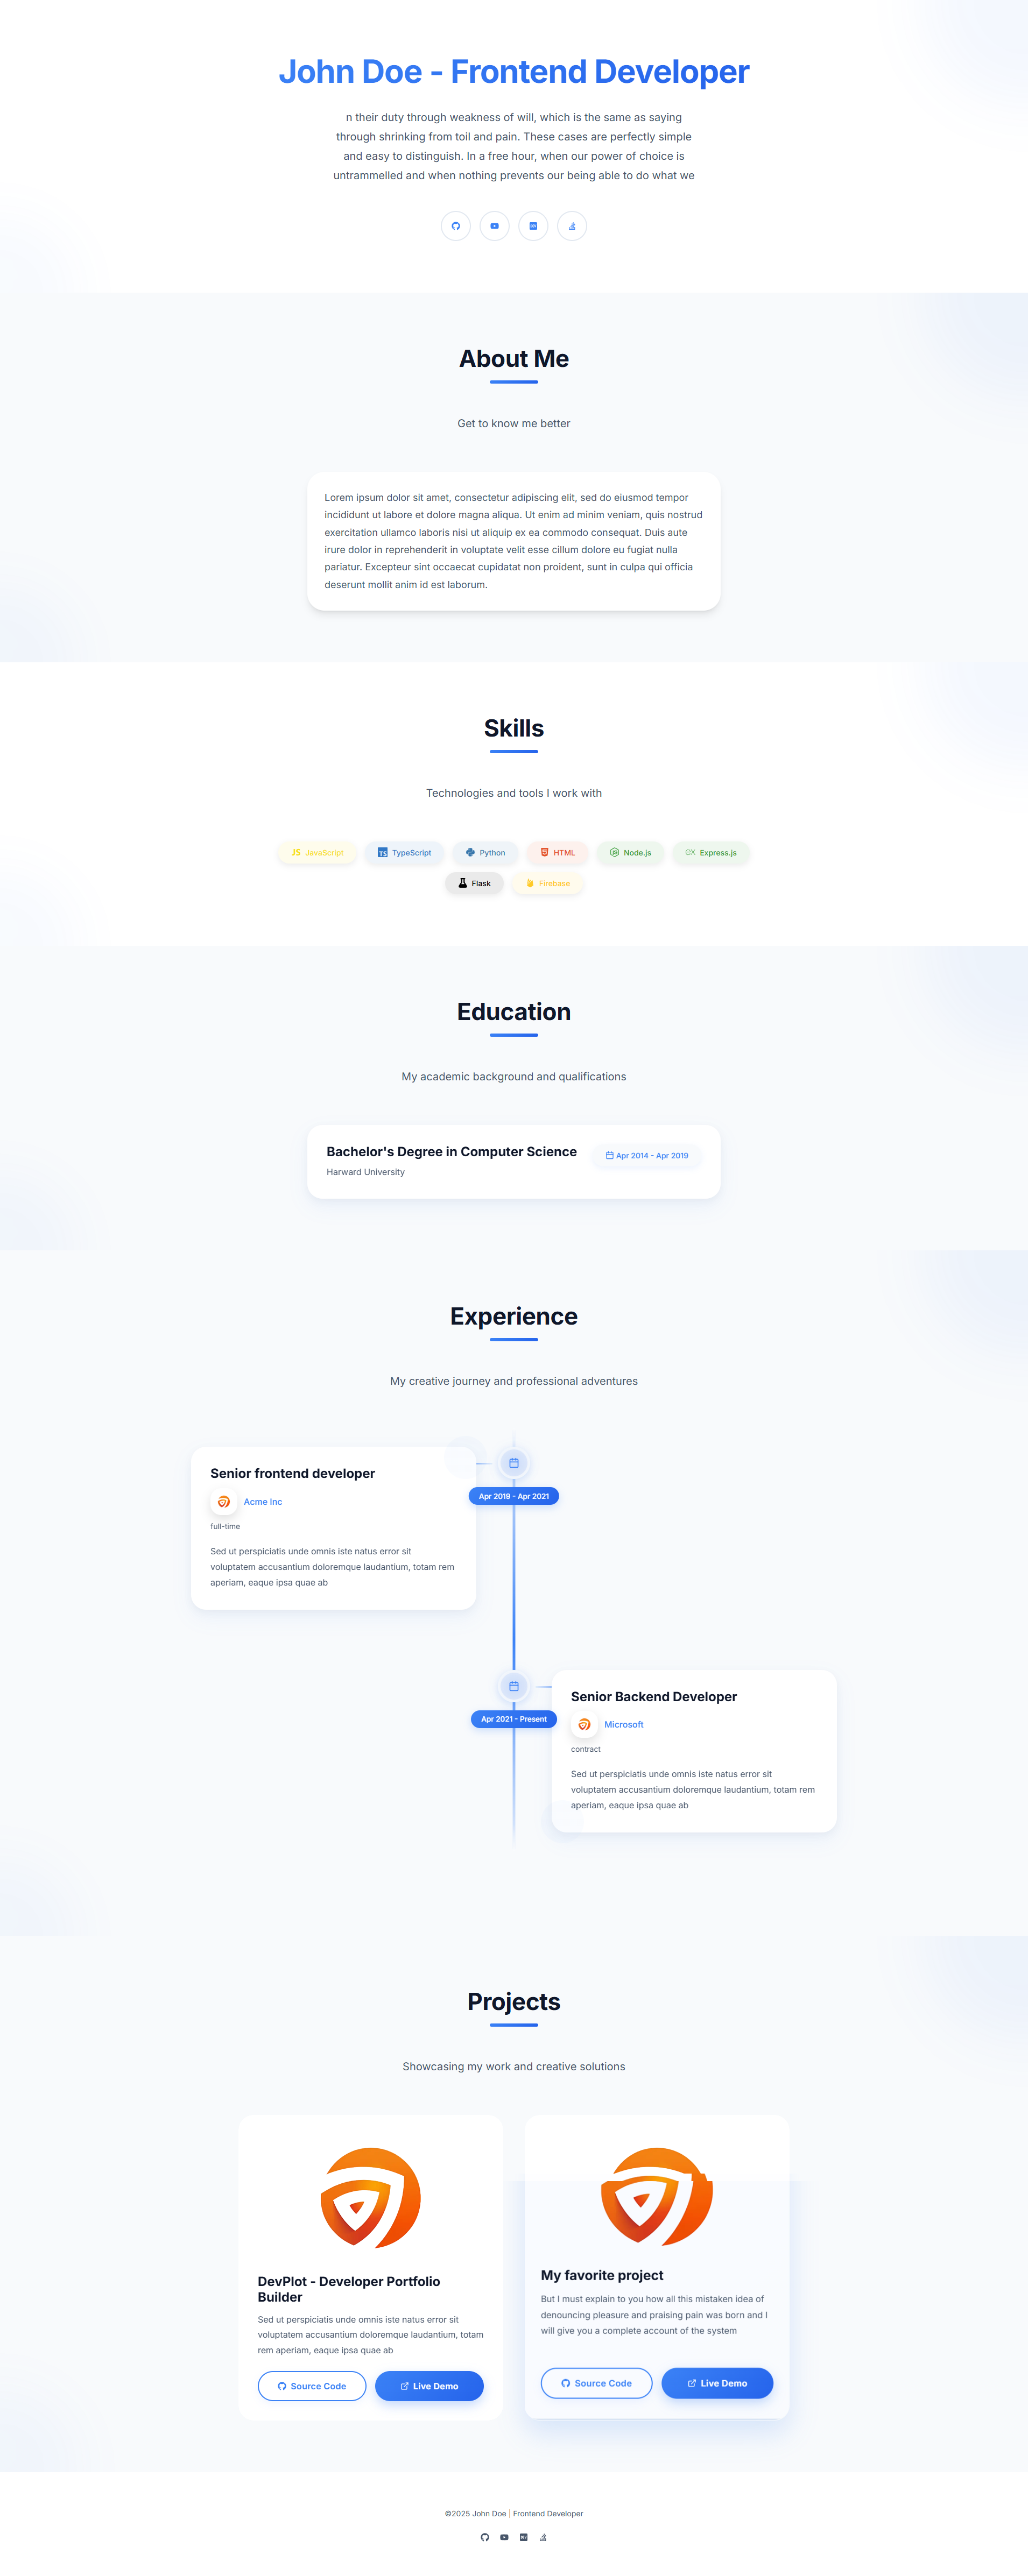 John Doe - Frontend Developer
n their duty through weakness of will, which is the same as saying
through shrinking from toil and pain. These cases are perfectly simple
and easy to distinguish. In a free hour, when our power of choice is
untrammelled and when nothing prevents our being able to do what we
About Me
Get to know me better
Lorem ipsum dolor sit amet, consectetur adipiscing elit, sed do eiusmod tempor
incididunt ut labore et dolore magna aliqua. Ut enim ad minim veniam, quis nostrud
exercitation ullamco laboris nisi ut aliquip ex ea commodo consequat. Duis aute
irure dolor in reprehenderit in voluptate velit esse cillum dolore eu fugiat nulla
pariatur. Excepteur sint occaecat cupidatat non proident, sunt in culpa qui officia
deserunt mollit anim id est laborum.
Skills
Technologies and tools I work with
JS JavaScript TS TypeScript Python HTML Node.js ex Express.js
Flask Firebase
Education
My academic background and qualifications
Bachelor's Degree in Computer Science
Apr 2014 - Apr 2019
Harward University
Experience
My creative journey and professional adventures
Senior frontend developer
Apr 2019 - Apr 2021
Acme Inc
full-time
Sed ut perspiciatis unde omnis iste natus error sit
voluptatem accusantium doloremque laudantium, totam rem
aperiam, eaque ipsa quae ab
Senior Backend Developer
Apr 2021 - Present
Microsoft
contract
Sed ut perspiciatis unde omnis iste natus error sit
voluptatem accusantium doloremque laudantium, totam rem
aperiam, eaque ipsa quae ab
Projects
Showcasing my work and creative solutions
DevPlot - Developer Portfolio
Builder
Sed ut perspiciatis unde omnis iste natus error sit
voluptatem accusantium doloremque laudantium, totam
rem aperiam, eaque ipsa quae ab
Source Code Live Demo
My favorite project
But I must explain to you how all this mistaken idea of
denouncing pleasure and praising pain was born and I
will give you a complete account of the system
Source Code Live Demo
©2025 John Doe | Frontend Developer